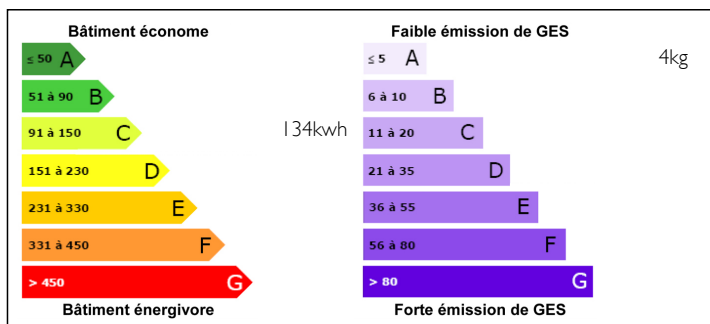 Bâtiment économe
≤ 50 A
51 à 90 B
91 à 150 C
134kwh
151 à 230 D
231 à 330 E
331 à 450 F
> 450 G
Bâtiment énergivore
Faible émission de GES
≤ 5 A
4kg
6 à 10 B
11 à 20 C
21 à 35 D
36 à 55 E
56 à 80 F
> 80 G
Forte émission de GES